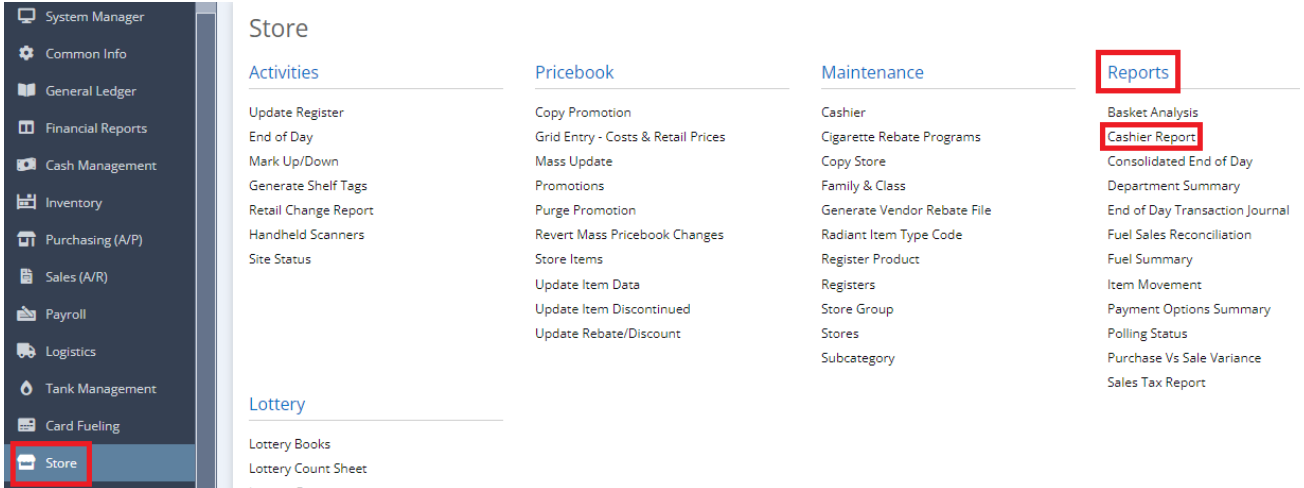 System Manager
Common Info
General Ledger
Financial Reports
Cash Management
Inventory
Purchasing (A/P)
Sales (A/R)
Payroll
Logistics
Tank Management
Card Fueling
Store
Store
Activities
Update Register
End of Day
Mark Up/Down
Generate Shelf Tags
Retail Change Report
Handheld Scanners
Site Status
Pricebook
Copy Promotion
Grid Entry - Costs & Retail Prices
Mass Update
Promotions
Purge Promotion
Revert Mass Pricebook Changes
Store Items
Update Item Data
Update Item Discontinued
Update Rebate/Discount
Maintenance
Cashier
Cigarette Rebate Programs
Copy Store
Family & Class
Generate Vendor Rebate File
Radiant Item Type Code
Register Product
Registers
Store Group
Stores
Subcategory
Reports
Basket Analysis
Cashier Report
Consolidated End of Day
Department Summary
End of Day Transaction Journal
Fuel Sales Reconciliation
Fuel Summary
Item Movement
Payment Options Summary
Polling Status
Purchase Vs Sale Variance
Sales Tax Report
Lottery
Lottery Books
Lottery Count Sheet